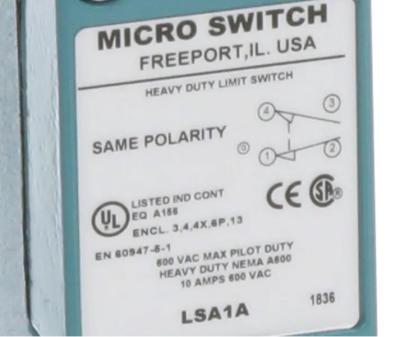 MICRO SWITCH
FREEPORT,IL. USA
HEAVY DUTY LIMIT SWITCH
4 3
SAME POLARITY
0 1 2
UL LISTED IND CONT
EQ A156
ENCL. 3,4,4X,6P,13
CE SA ®
EN 60947-5-1
600 VAC MAX PILOT DUTY
HEAVY DUTY NEMA A600
10 AMPS 600 VAC
LSA1A 1836